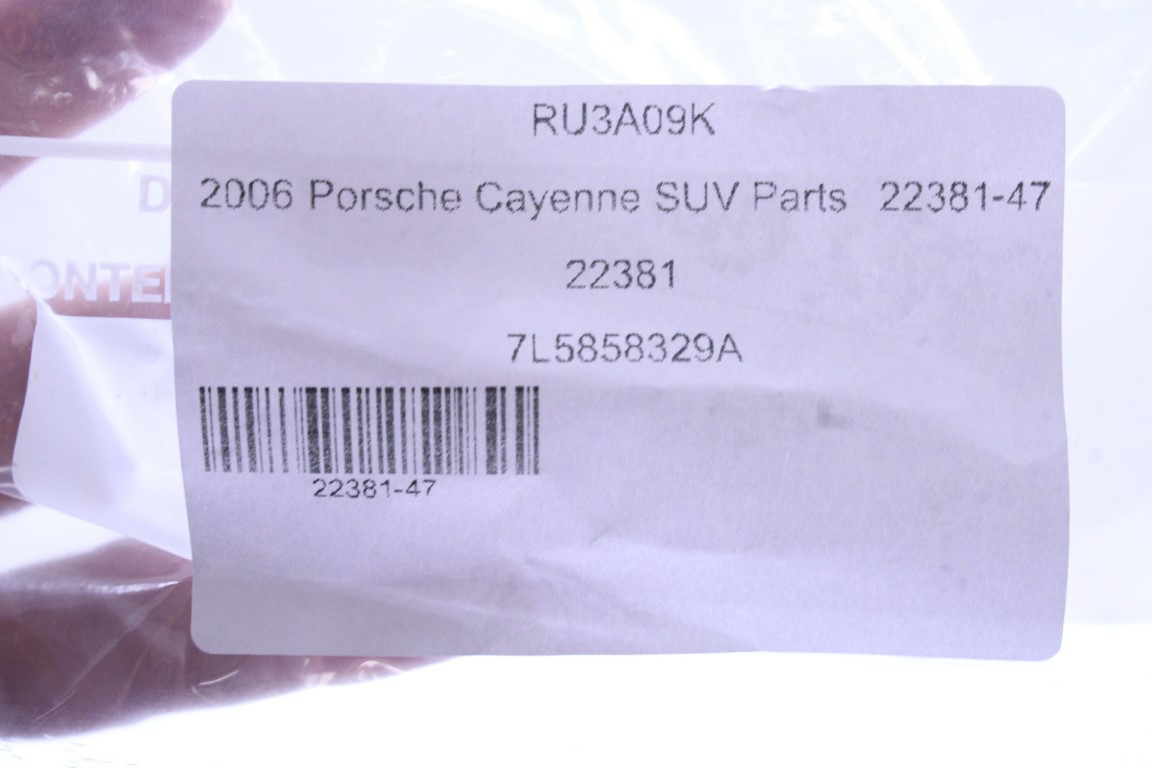 RU3A09K
2006 Porsche Cayenne SUV Parts 22381-47
22381
7L5858329A
22381-47